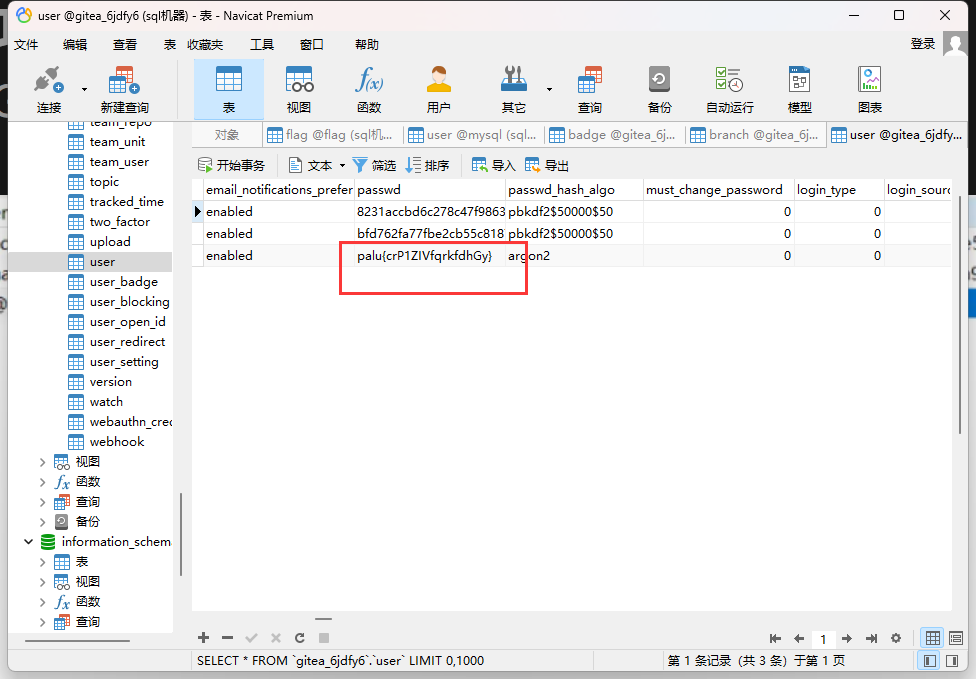 user @gitea_6jdfy6 (sql机器) - 表 - Navicat Premium
文件 编辑 查看 表 收藏夹 工具 窗口 帮助 登录
连接 新建查询 表 视图 函数 用户 其它 查询 备份 自动运行 模型 图表
对象 flag @flag (sql机... user @mysql (sql... badge @gitea_6j... branch @gitea_6j... user @gitea_6jdfy...
开始事务 文本 筛选 排序 导入 导出
team_repo
team_unit
team_user
topic
tracked_time
two_factor
upload
user
user_badge
user_blocking
user_open_id
user_redirect
user_setting
version
watch
webauthn_cred
webhook
视图
函数
查询
备份
information_schem
表
视图
函数
查询
email_notifications_prefer passwd passwd_hash_algo must_change_password login_type login_sourc
enabled 8231accbd6c278c47f9863 pbkdf2$50000$50 0 0
enabled bfd762fa77fbe2cb55c818 pbkdf2$50000$50 0 0
enabled palu{crP1ZIVfqrkfdhGy} argon2 0 0
1
SELECT * FROM `gitea_6jdfy6`.`user` LIMIT 0,1000 第 1 条记录 (共 3 条) 于第 1 页